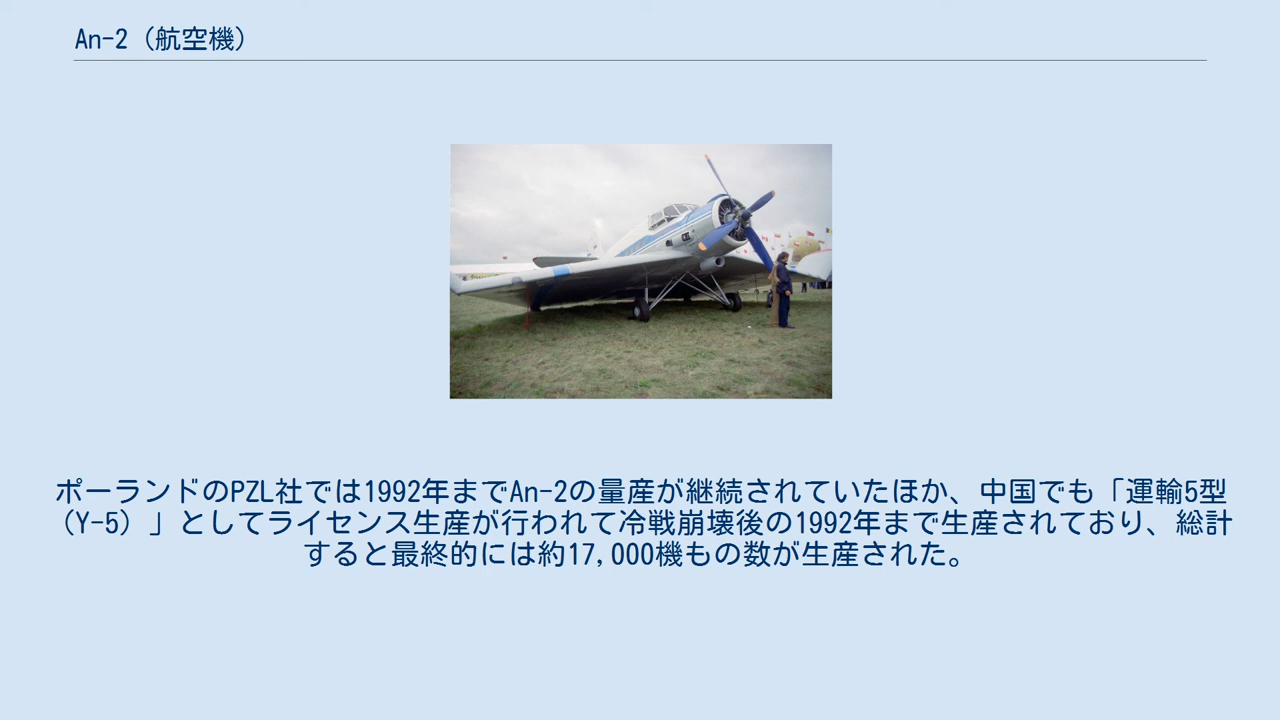 An-2（航空機）
ポーランドのPZL社では1992年までAn-2の量産が継続されていたほか、中国でも「運輸5型
（Y-5）」としてライセンス生産が行われて冷戦崩壊後の1992年まで生産されており、総計
すると最終的には約17,000機もの数が生産された。